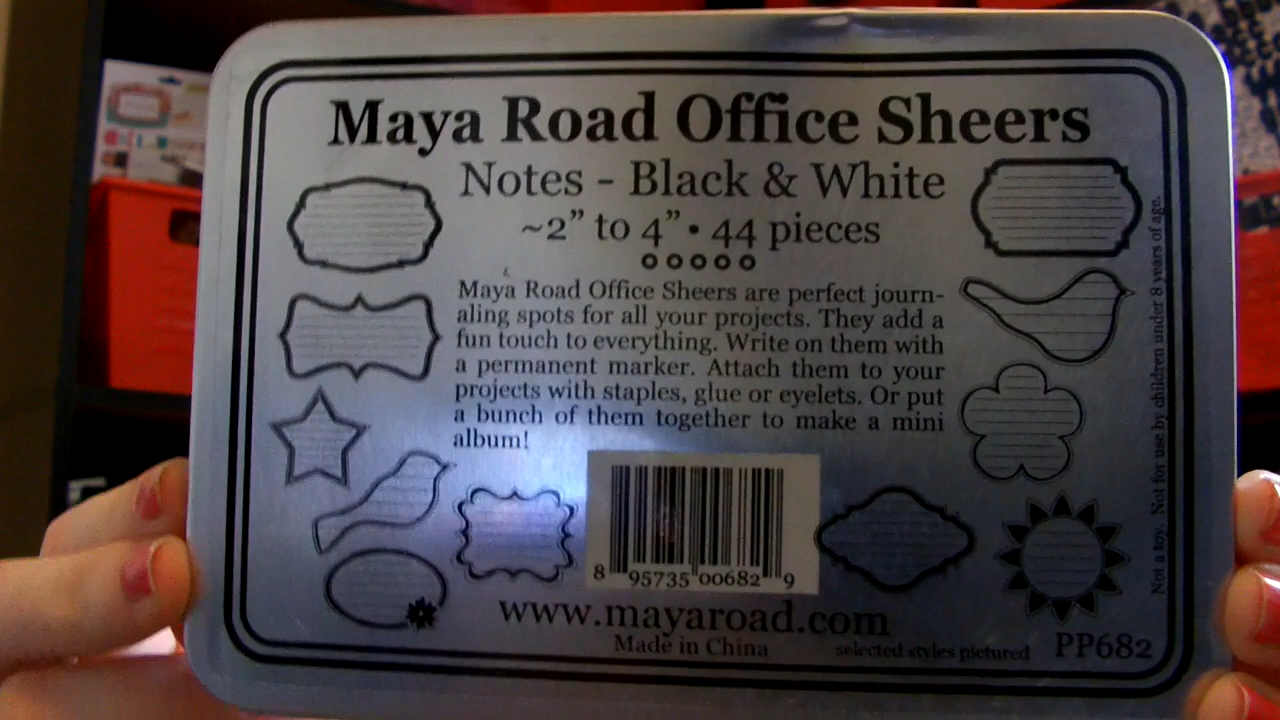 Maya Road Office Sheers
Notes - Black & White
~2” to 4” • 44 pieces
Maya Road Office Sheers are perfect journ-
aling spots for all your projects. They add a
fun touch to everything. Write on them with
a permanent marker. Attach them to your
projects with staples, glue or eyelets. Or put
a bunch of them together to make a mini
album!
8 95735 00682 9
www.mayaroad.com
Made in China
selected styles pictured
PP682
Not a toy. Not for use by children under 8 years of age.